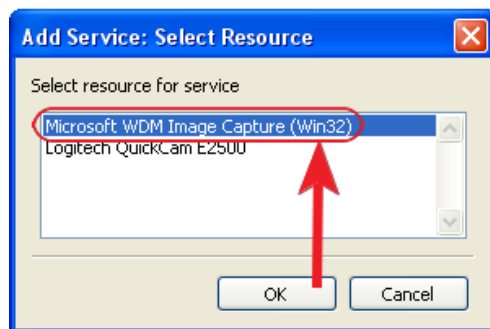 Add Service: Select Resource
Select resource for service
Microsoft WDM Image Capture (Win32)
Logitech QuickCam E2500
OK
Cancel